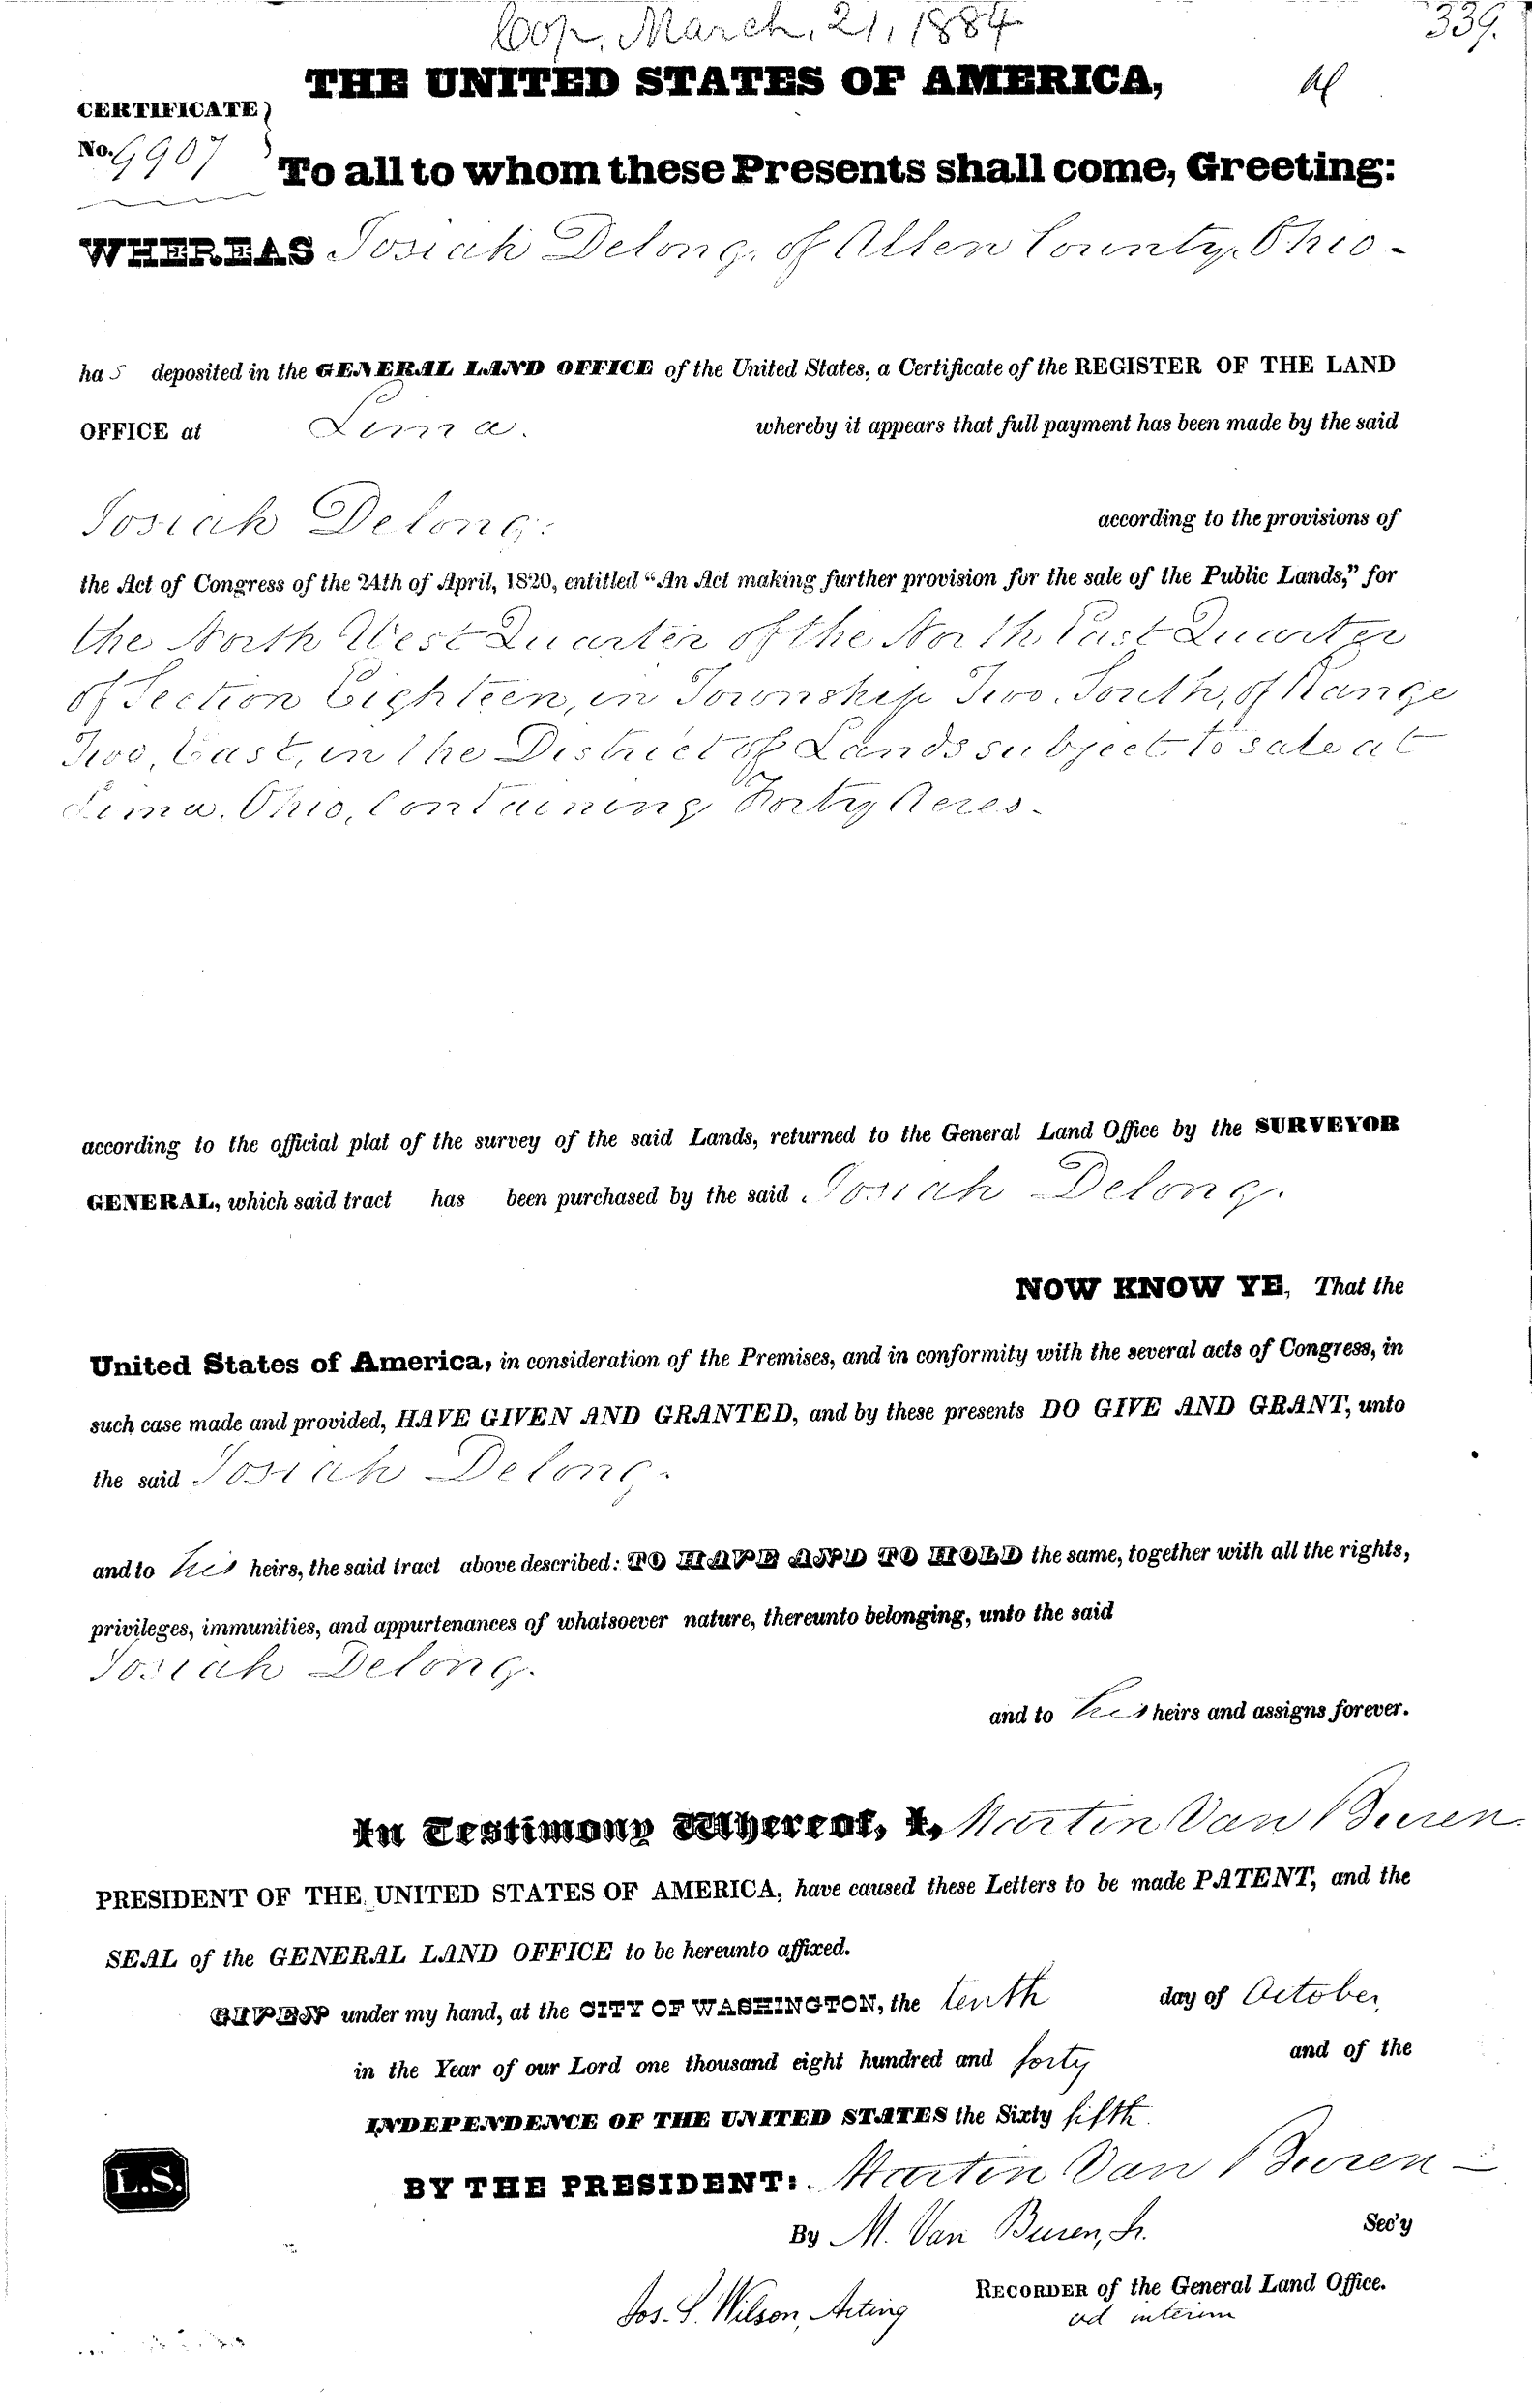 Cop. March, 21, 1884
339.
THE UNITED STATES OF AMERICA,
CERTIFICATE
No. 9907
To all to whom these Presents shall come, Greeting:
WHEREAS Josiah Delong, of Allen County, Ohio-
has deposited in the GENERAL LAND OFFICE of the United States, a Certificate of the REGISTER OF THE LAND
OFFICE at Lima. whereby it appears that full payment has been made by the said
Josiah Delong. according to the provisions of
the Act of Congress of the 24th of April, 1820, entitled "An Act making further provision for the sale of the Public Lands," for
the North West Quarter of the North East Quarter
of Section Eighteen, in Township Two, South, of Range
Two, East, in the District of Lands subject to sale at
Lima, Ohio, Containing Forty Acres-
according to the official plat of the survey of the said Lands, returned to the General Land Office by the SURVEYOR
GENERAL, which said tract has been purchased by the said Josiah Delong.
NOW KNOW YE, That the
United States of America, in consideration of the Premises, and in conformity with the several acts of Congress, in
such case made and provided, HAVE GIVEN AND GRANTED, and by these presents DO GIVE AND GRANT, unto
the said Josiah Delong.
and to his heirs, the said tract above described: TO HAVE AND TO HOLD the same, together with all the rights,
privileges, immunities, and appurtenances of whatsoever nature, thereunto belonging, unto the said
Josiah Delong.
and to his heirs and assigns forever.
In Testimony Whereof, I, Martin Van Buren
PRESIDENT OF THE UNITED STATES OF AMERICA, have caused these Letters to be made PATENT, and the
SEAL of the GENERAL LAND OFFICE to be hereunto affixed.
GIVEN under my hand, at the CITY OF WASHINGTON, the tenth day of October,
in the Year of our Lord one thousand eight hundred and forty and of the
INDEPENDENCE OF THE UNITED STATES the Sixty fifth.
L.S.
BY THE PRESIDENT: Martin Van Buren-
By M. Van Buren, Jr. Sec'y
RECORDER of the General Land Office.
Jos. S. Wilson, Acting ad interim